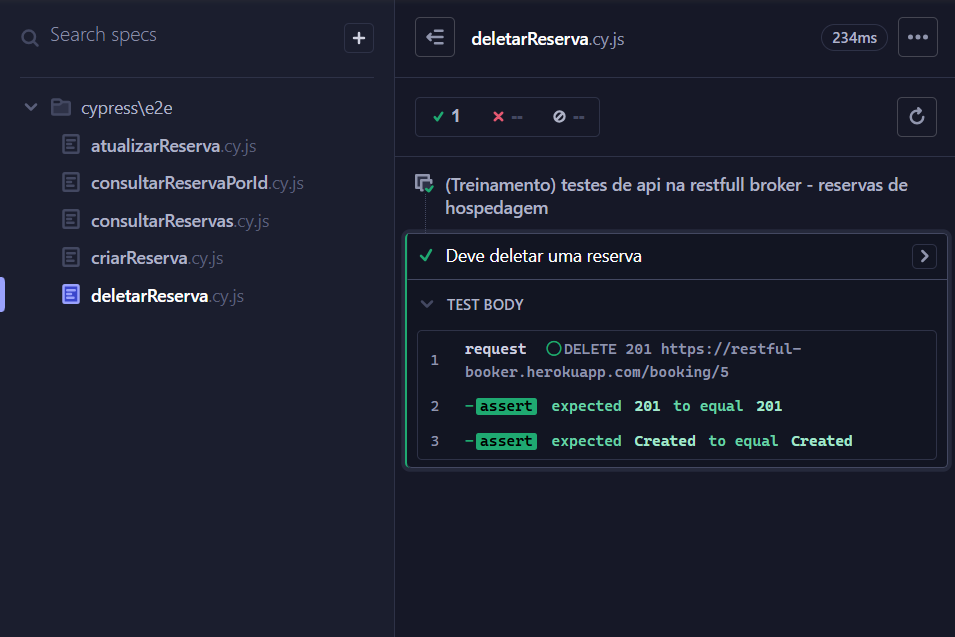 Search specs
+
cypress\e2e
atualizarReserva.cy.js
consultarReservaPorId.cy.js
consultarReservas.cy.js
criarReserva.cy.js
deletarReserva.cy.js
deletarReserva.cy.js
234ms
1 -- --
(Treinamento) testes de api na restfull broker - reservas de
hospedagem
Deve deletar uma reserva
TEST BODY
1 request DELETE 201 https://restful-
booker.herokuapp.com/booking/5
2 -assert expected 201 to equal 201
3 -assert expected Created to equal Created